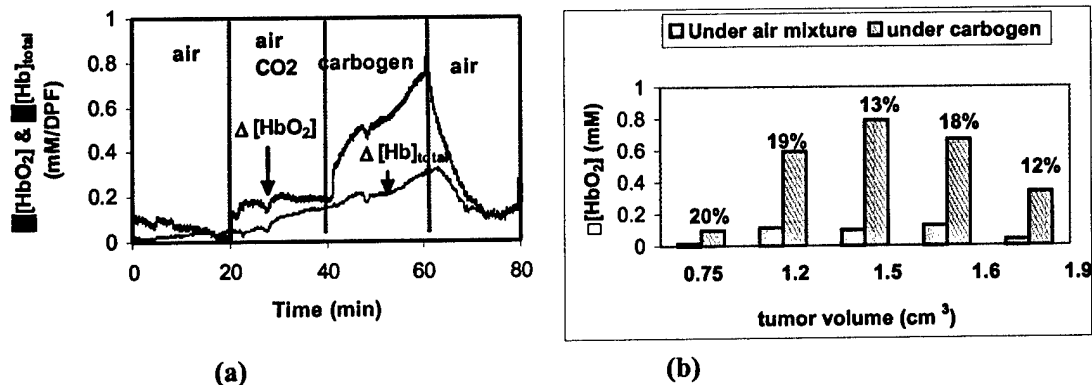 ■[HbO2] & ■[Hb]total
(mM/DPF)
1
0.8
0.6
0.4
0.2
0
air
air
CO2
carbogen
air
Δ [HbO2]
Δ [Hb]total
0 20 40 60 80
Time (min)
(a)
□ Under air mixture under carbogen
□[HbO2] (mM)
1
0.8
0.6
0.4
0.2
0
20%
19%
13%
18%
12%
0.75 1.2 1.5 1.6 1.9
tumor volume (cm 3)
(b)